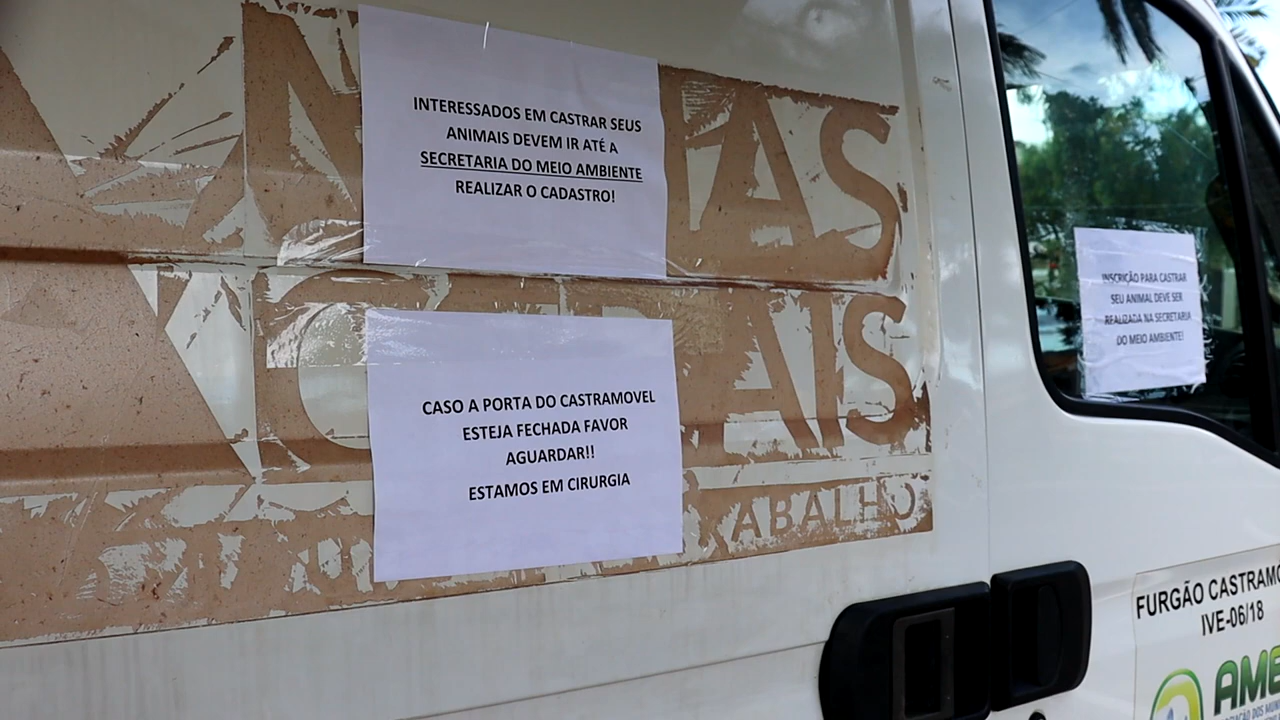 INTERESSADOS EM CASTRAR SEUS
ANIMAIS DEVEM IR ATÉ A
SECRETARIA DO MEIO AMBIENTE
REALIZAR O CADASTRO!
CASO A PORTA DO CASTRAMOVEL
ESTEJA FECHADA FAVOR
AGUARDAR!!
ESTAMOS EM CIRURGIA
INSCRIÇÃO PARA CASTRAR
SEU ANIMAL DEVE SER
REALIZADA NA SECRETARIA
DO MEIO AMBIENTE!
AS
RAIS
ABALHO
FURGÃO CASTRAMO
IVE-06/18
AME